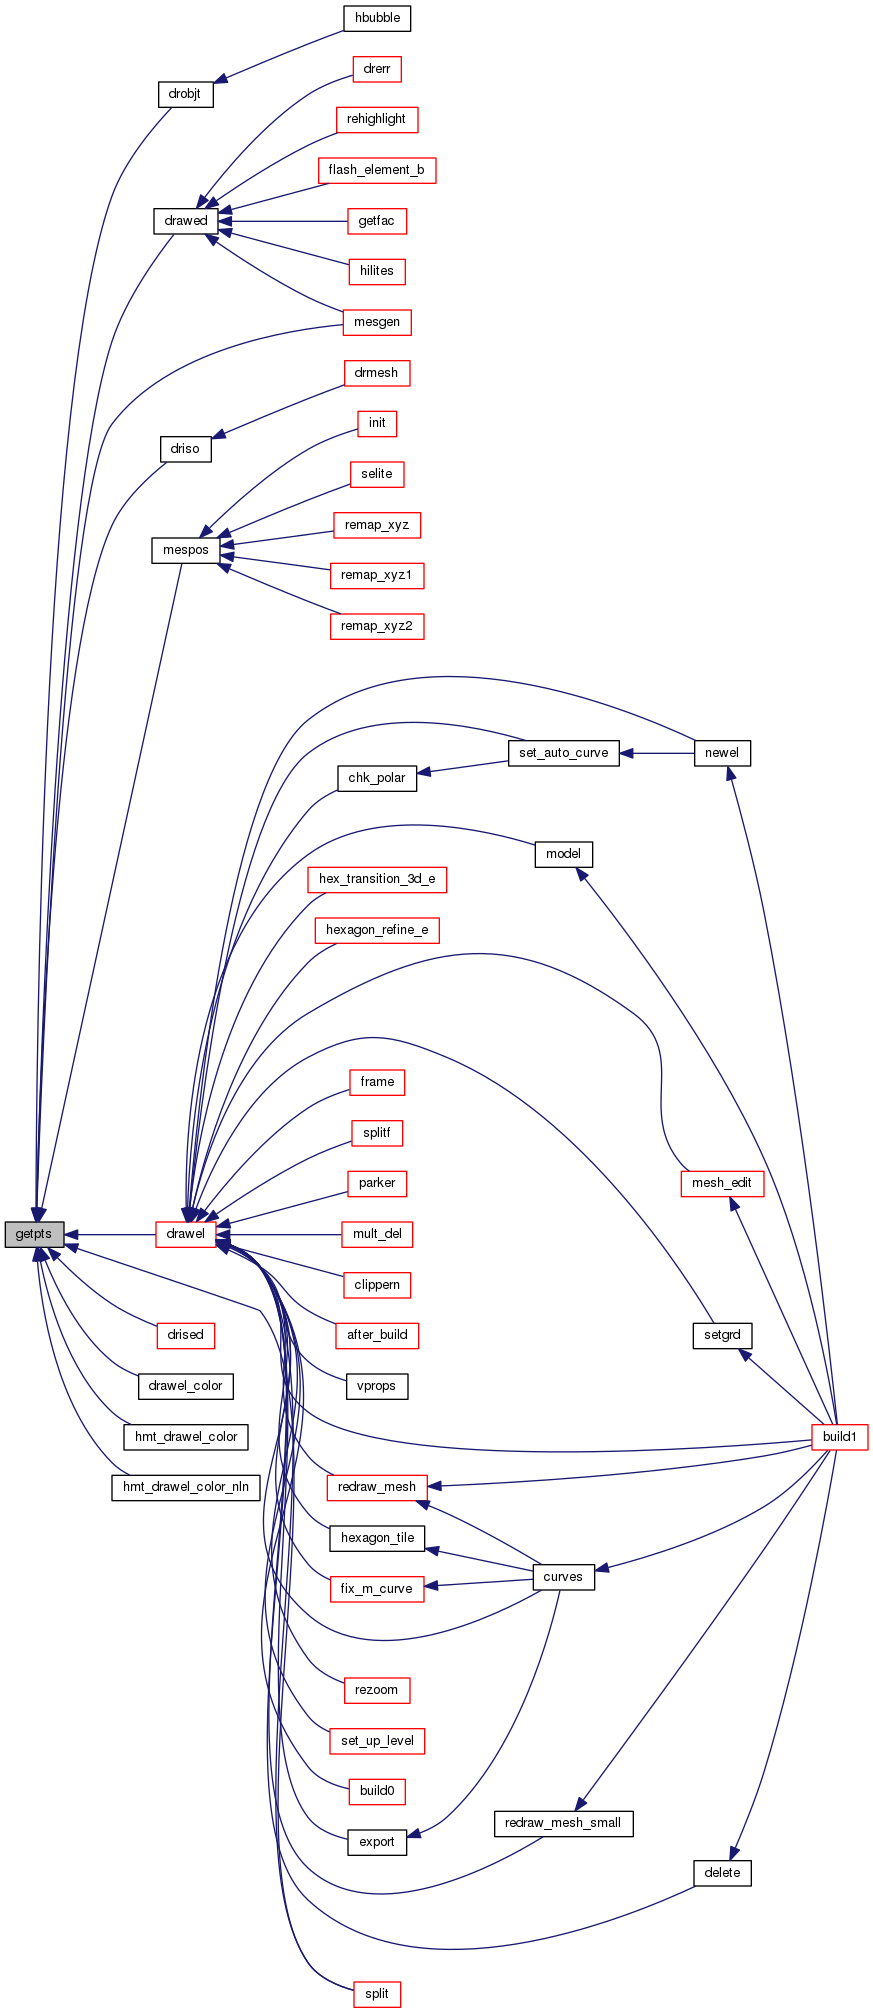 hbubble
drerr
drobjt
rehighlight
flash_element_b
drawed
getfac
hilites
mesgen
drmesh
init
driso
selite
remap_xyz
mespos
remap_xyz1
remap_xyz2
set_auto_curve
newel
chk_polar
model
hex_transition_3d_e
hexagon_refine_e
frame
splitf
parker
mesh_edit
getpts
drawel
mult_del
clippern
drised
after_build
setgrd
drawel_color
vprops
hmt_drawel_color
build1
hmt_drawel_color_nln
redraw_mesh
hexagon_tile
fix_m_curve
curves
rezoom
set_up_level
build0
redraw_mesh_small
export
delete
split